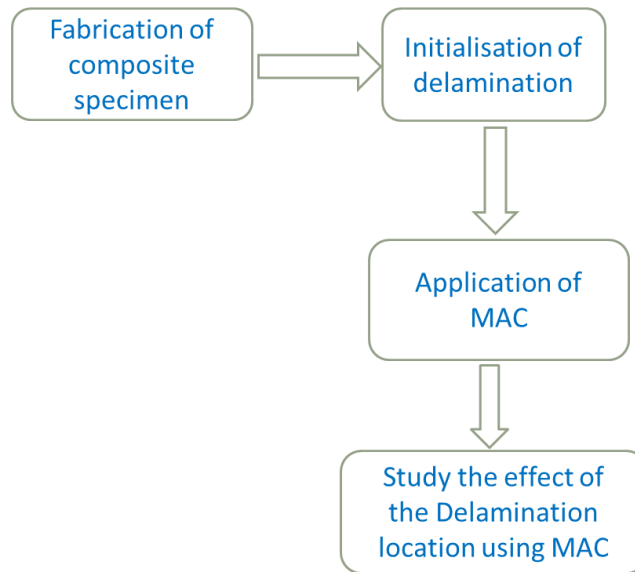 Fabrication of
composite
specimen
Initialisation of
delamination
Application of
MAC
Study the effect of
the Delamination
location using MAC